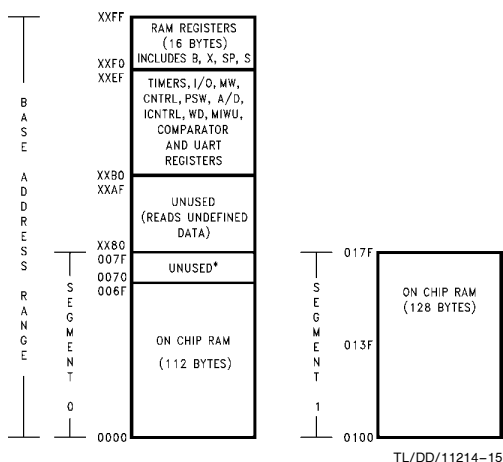 XXFF
RAM REGISTERS
(16 BYTES)
INCLUDES B, X, SP, S
XXF0
XXEF
TIMERS, I/O, MW,
CNTRL, PSW, A/D,
ICNTRL, WD, MIWU,
COMPARATOR
AND UART
REGISTERS
XXB0
XXAF
UNUSED
(READS UNDEFINED
DATA)
XX80
007F
UNUSED*
0070
006F
ON CHIP RAM
(112 BYTES)
0000
BASE ADDRESS RANGE
SEGMENT 0
SEGMENT 1
017F
ON CHIP RAM
(128 BYTES)
013F
0100
TL/DD/11214–15